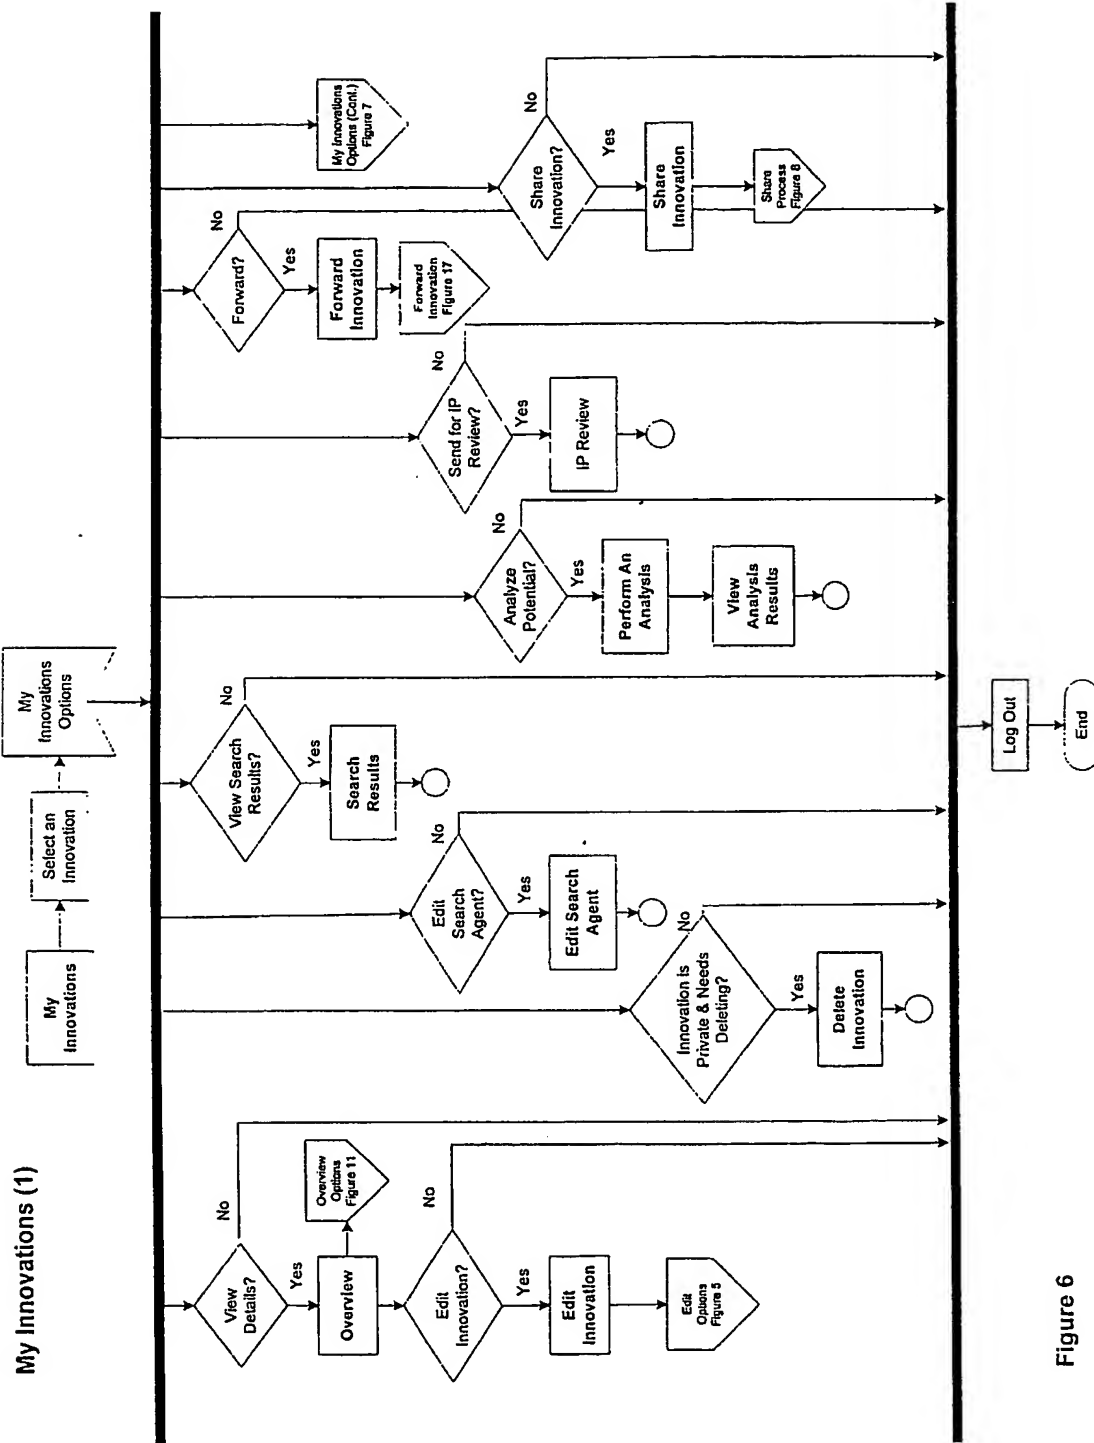 My Innovations (1)
My
Innovations
Select an
Innovation
My
Innovations
Options
View
Details?
No
Yes
Overview
Overview
Options
Figure 11
Edit
Innovation?
No
Yes
Edit
Innovation
Edit
Options
Figure 5
Innovation is
Private & Needs
Deleting?
No
Yes
Delete
Innovation
Edit
Search
Agent?
No
Yes
Edit Search
Agent
View Search
Results?
No
Yes
Search
Results
Analyze
Potential?
No
Yes
Perform An
Analysis
View
Analysis
Results
Send for IP
Review?
No
Yes
IP Review
Forward?
No
Yes
Forward
Innovation
Forward
Innovation
Figure 17
Share
Innovation?
No
Yes
Share
Innovation
Share
Process
Figure 8
My Innovations
Options (Cont.)
Figure 7
Log Out
End
Figure 6